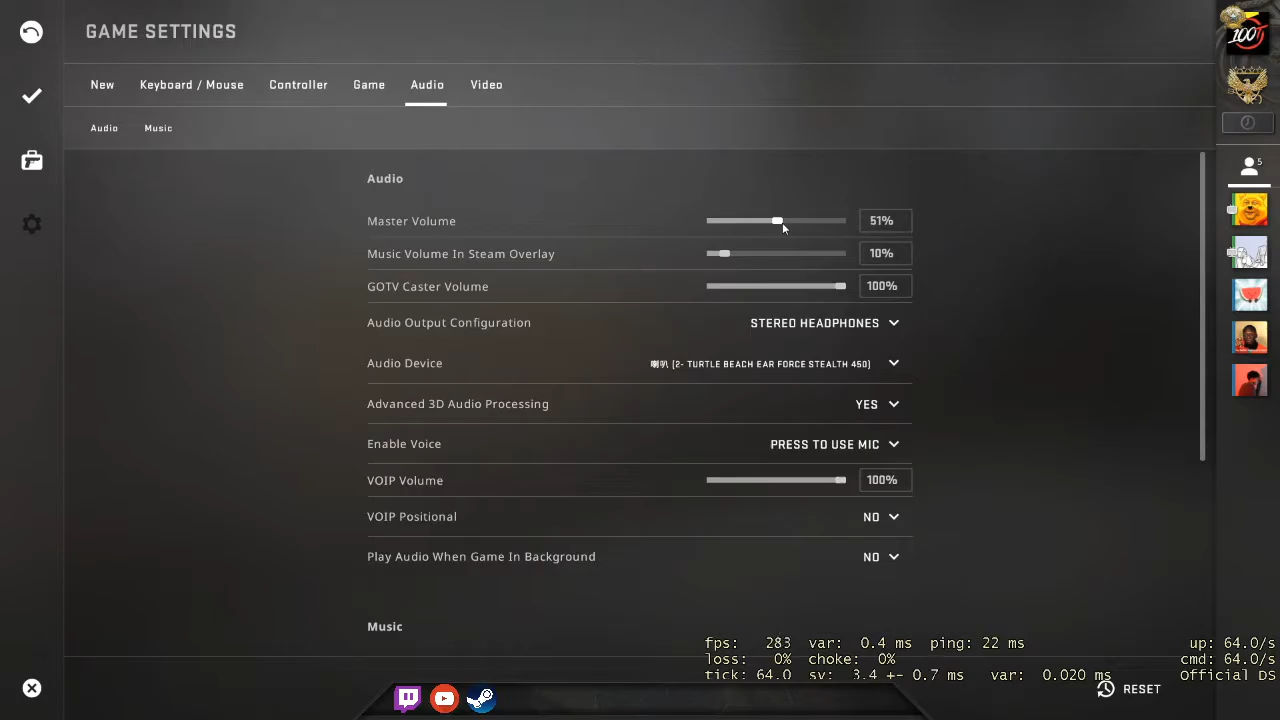 GAME SETTINGS
New
Keyboard / Mouse
Controller
Game
Audio
Video
Audio
Music
Audio
Master Volume
51%
Music Volume In Steam Overlay
10%
GOTV Caster Volume
100%
Audio Output Configuration
STEREO HEADPHONES
Audio Device
喇叭 (2- TURTLE BEACH EAR FORCE STEALTH 450)
Advanced 3D Audio Processing
YES
Enable Voice
PRESS TO USE MIC
VOIP Volume
100%
VOIP Positional
NO
Play Audio When Game In Background
NO
Music
fps: 283 var: 0.4 ms ping: 22 ms
up: 64.0/s
loss: 0% choke: 0%
cmd: 64.0/s
tick: 64.0 sv: 3.4 +- 0.7 ms var: 0.020 ms
Official DS
RESET
100T
5